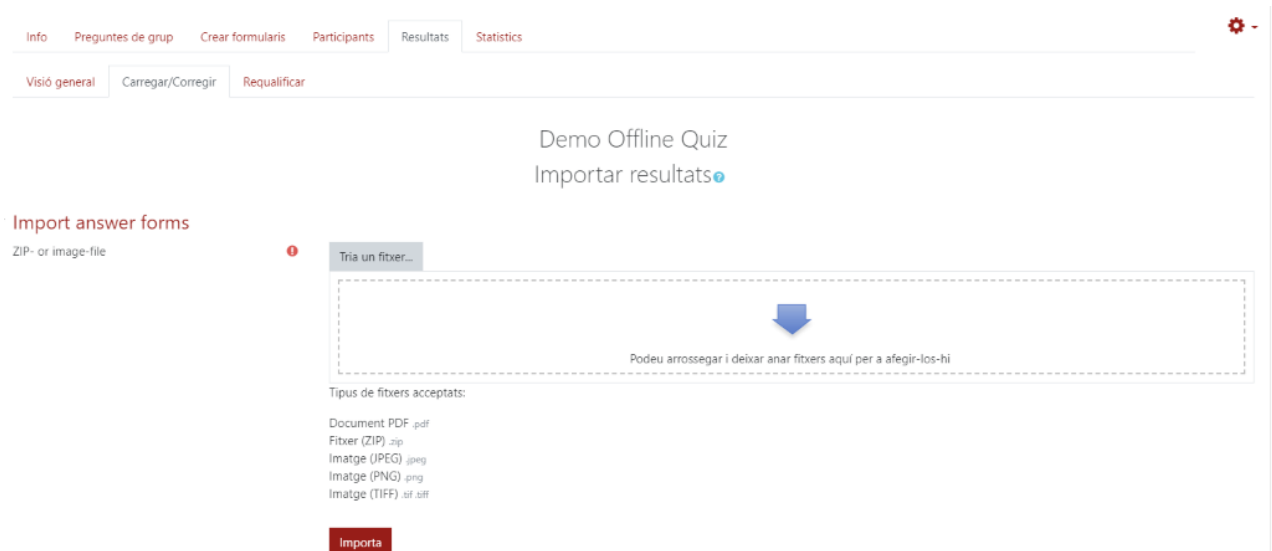 Info Preguntes de grup Crear formularis Participants Resultats Statistics
Visió general Carregar/Corregir Requalificar
Demo Offline Quiz
Importar resultats
Import answer forms
ZIP- or image-file
Tria un fitxer...
Podeu arrossegar i deixar anar fitxers aquí per a afegir-los-hi
Tipus de fitxers acceptats:
Document PDF .pdf
Fitxer (ZIP) .zip
Imatge (JPEG) .jpeg
Imatge (PNG) .png
Imatge (TIFF) .tif .tiff
Importa